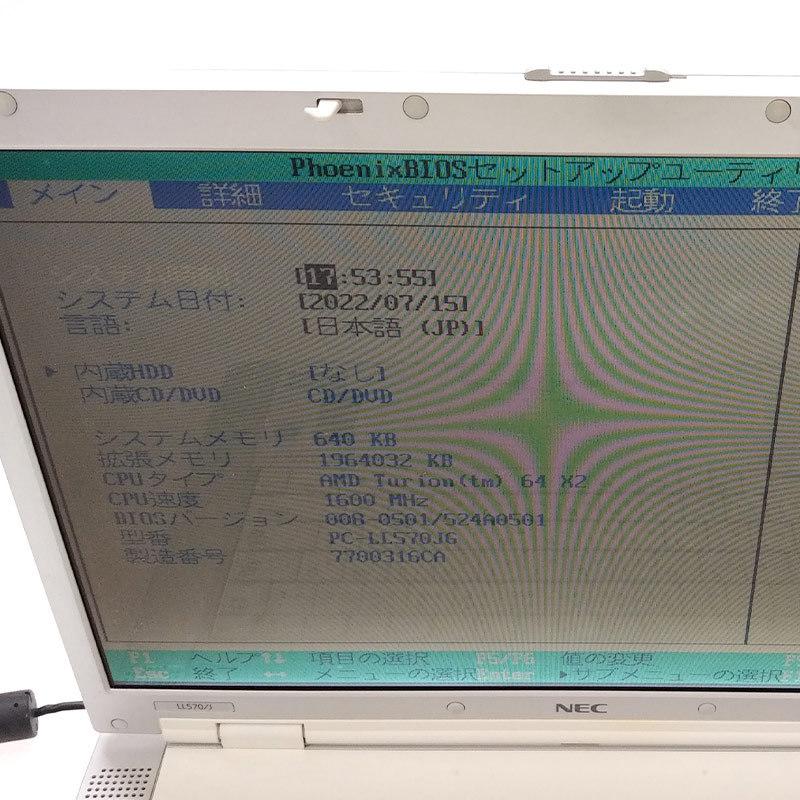 PhoenixBIOSセットアップユーティリ
メイン 詳細 セキュリティ 起動 終了
[17:53:55]
システム日付: [2022/07/15]
言語: [日本語 (JP)]
内蔵HDD [なし]
内蔵CD/DVD CD/DVD
システムメモリ 640 KB
拡張メモリ 1964032 KB
CPUタイプ AMD Turion(tm) 64 X2
CPU速度 1600 MHz
BIOSバージョン 008-0501/524A0501
型番 PC-LL570JG
製造番号 7700316CA
F1 ヘルプ ↑↓ 項目の選択 F5/F6 値の変更
Esc 終了 ←→ メニューの選択 Enter ▶サブメニューの選択
LL570/J
NEC